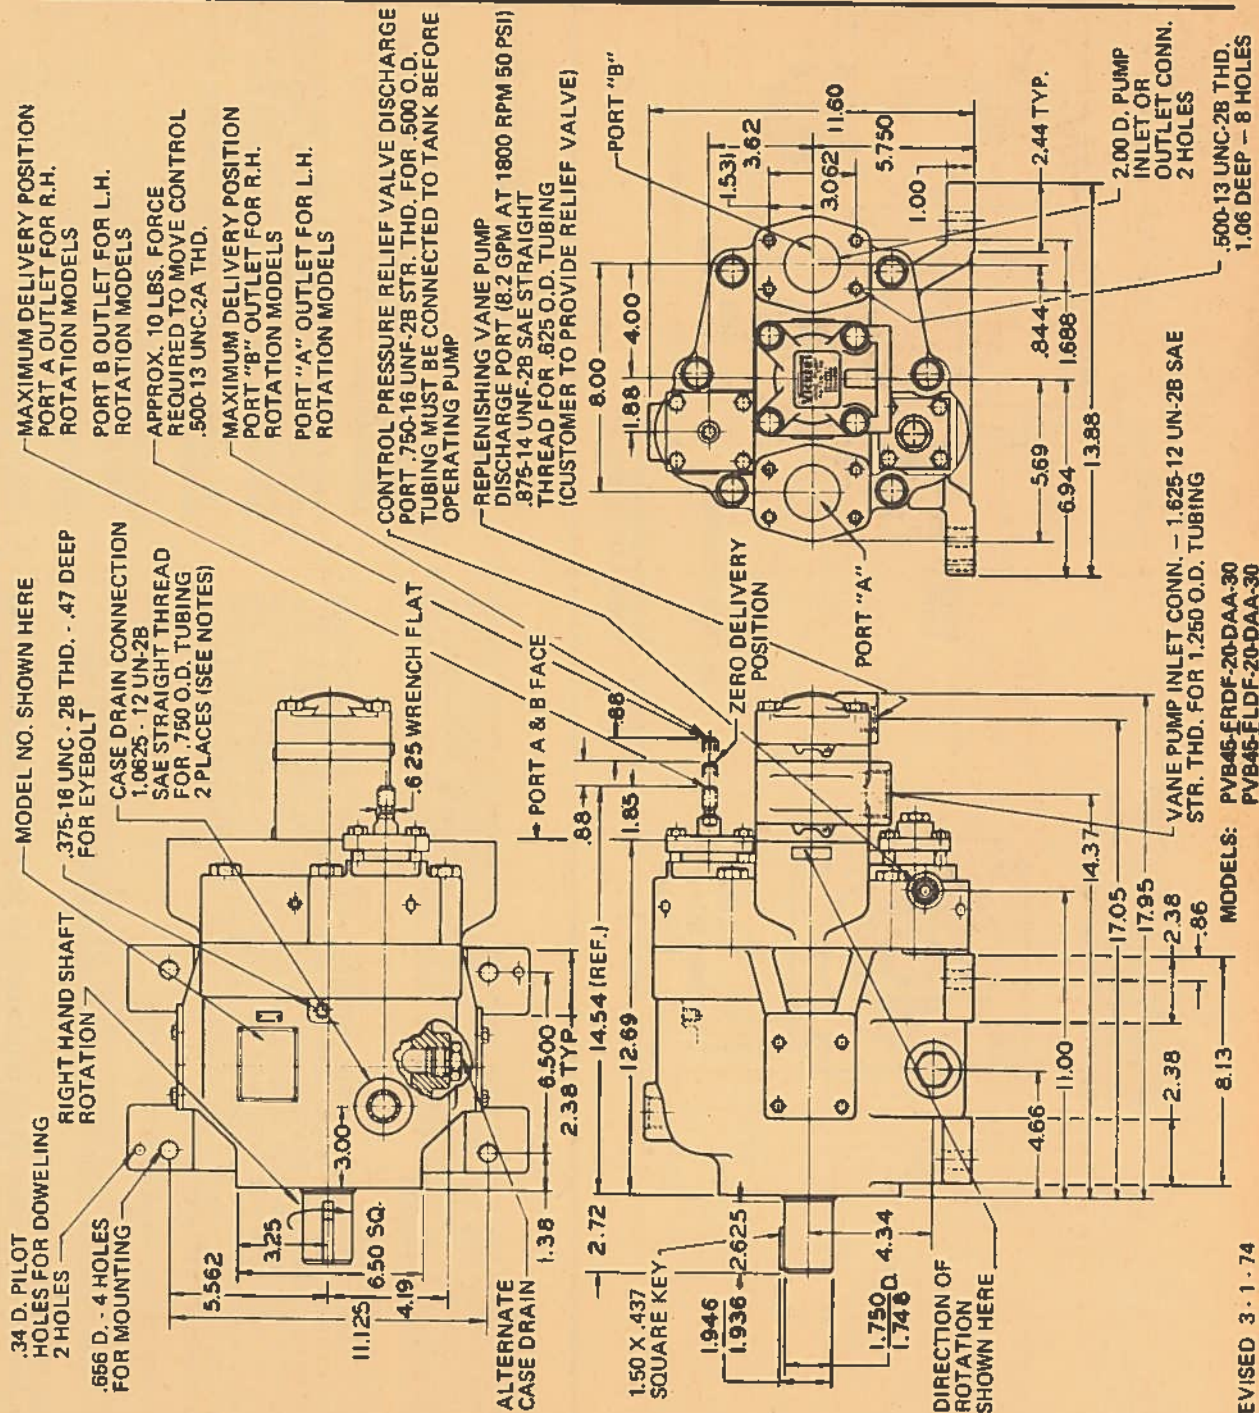 .34 D. PILOT
HOLES FOR DOWELING
2 HOLES
.656 D. - 4 HOLES
FOR MOUNTING
RIGHT HAND SHAFT
ROTATION
MODEL NO. SHOWN HERE
.375-16 UNC - 2B THD. - .47 DEEP
FOR EYEBOLT
CASE DRAIN CONNECTION
1.0625 - 12 UN-2B
SAE STRAIGHT THREAD
FOR .750 O.D. TUBING
2 PLACES (SEE NOTES)
MAXIMUM DELIVERY POSITION
PORT A OUTLET FOR R.H.
ROTATION MODELS
PORT B OUTLET FOR L.H.
ROTATION MODELS
APPROX. 10 LBS. FORCE
REQUIRED TO MOVE CONTROL
.500-13 UNC-2A THD.
MAXIMUM DELIVERY POSITION
PORT "B" OUTLET FOR R.H.
ROTATION MODELS
PORT "A" OUTLET FOR L.H.
ROTATION MODELS
CONTROL PRESSURE RELIEF VALVE DISCHARGE
PORT .750-16 UNF-2B STR. THD. FOR .500 O.D.
TUBING MUST BE CONNECTED TO TANK BEFORE
OPERATING PUMP
REPLENISHING VANE PUMP
DISCHARGE PORT (8.2 GPM AT 1800 RPM 50 PSI)
.875-14 UNF-2B SAE STRAIGHT
THREAD FOR .625 O.D. TUBING
(CUSTOMER TO PROVIDE RELIEF VALVE)
5.562
3.25
11.125
6.50 SQ.
4.19
3.00
6.500
2.38 TYP
1.38
ALTERNATE
CASE DRAIN
.625 WRENCH FLAT
PORT A & B FACE
.88
.88
1.85
14.54 (REF.)
12.69
2.72
2.625
1.50 X .437
SQUARE KEY
1.946
1.936
1.750 D.
1.748
4.34
DIRECTION OF
ROTATION
SHOWN HERE
ZERO DELIVERY
POSITION
4.66
11.00
14.37
17.05
17.95
2.38
2.38
.86
8.13
VANE PUMP INLET CONN. - 1.625-12 UN-2B SAE
STR. THD. FOR 1.250 O.D. TUBING
8.00
1.88
4.00
1.531
3.62
11.60
3.062
5.750
1.00
PORT "B"
PORT "A"
Vickers
5.69
6.94
13.88
.844
1.688
2.44 TYP.
2.00 D. PUMP
INLET OR
OUTLET CONN.
2 HOLES
.500-13 UNC-2B THD.
1.06 DEEP - 8 HOLES
MODELS: PVB45-FRDF-20-DAA-30
PVB45-FLDF-20-DAA-30
EVISED 3 - 1 - 74